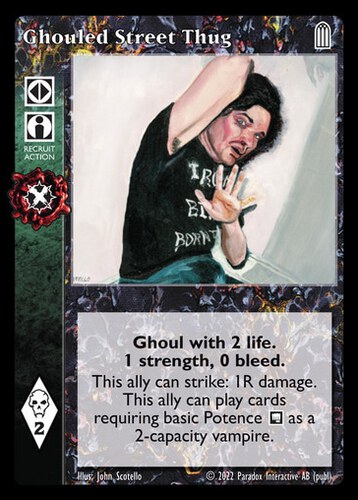 Ghouled Street Thug
RECRUIT
ACTION
2
Ghoul with 2 life.
1 strength, 0 bleed.
This ally can strike: 1R damage.
This ally can play cards
requiring basic Potence as a
2-capacity vampire.
Illus: John Scotello
© 2022 Paradox Interactive AB (publ)